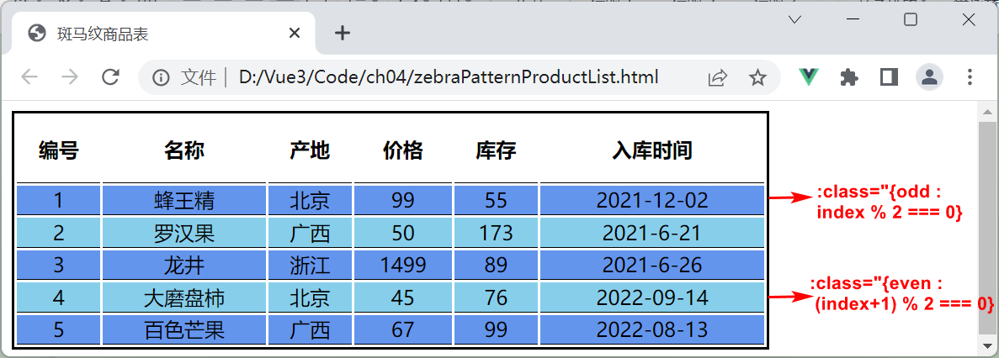 斑马纹商品表
文件 D:/Vue3/Code/ch04/zebraPatternProductList.html
编号 名称 产地 价格 库存 入库时间
1 蜂王精 北京 99 55 2021-12-02
:class="{odd :
index % 2 === 0}
2 罗汉果 广西 50 173 2021-6-21
3 龙井 浙江 1499 89 2021-6-26
4 大磨盘柿 北京 45 76 2022-09-14
:class="{even :
(index+1) % 2 === 0}
5 百色芒果 广西 67 99 2022-08-13